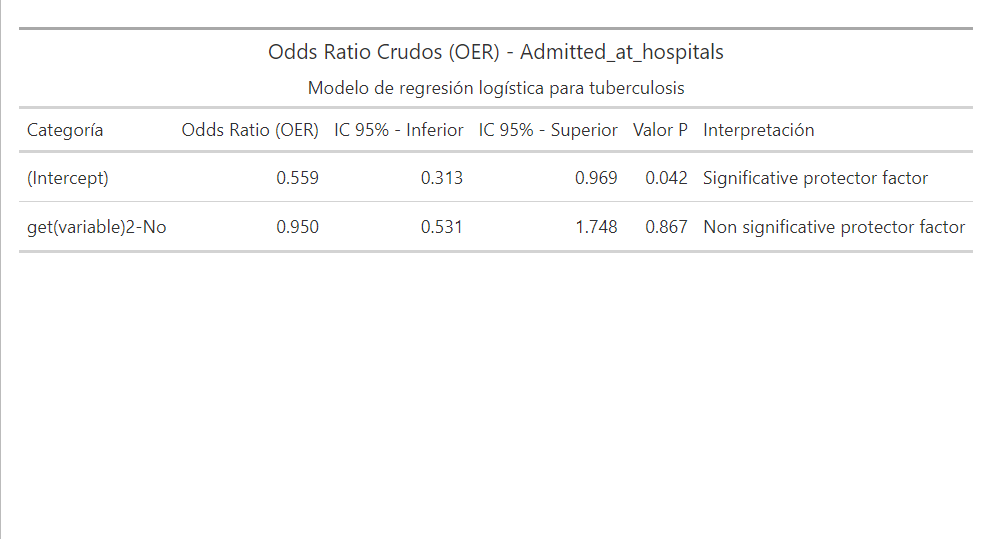 Odds Ratio Crudos (OER) - Admitted_at_hospitals
Modelo de regresión logística para tuberculosis
Categoría Odds Ratio (OER) IC 95% - Inferior IC 95% - Superior Valor P Interpretación
(Intercept) 0.559 0.313 0.969 0.042 Significative protector factor
get(variable)2-No 0.950 0.531 1.748 0.867 Non significative protector factor